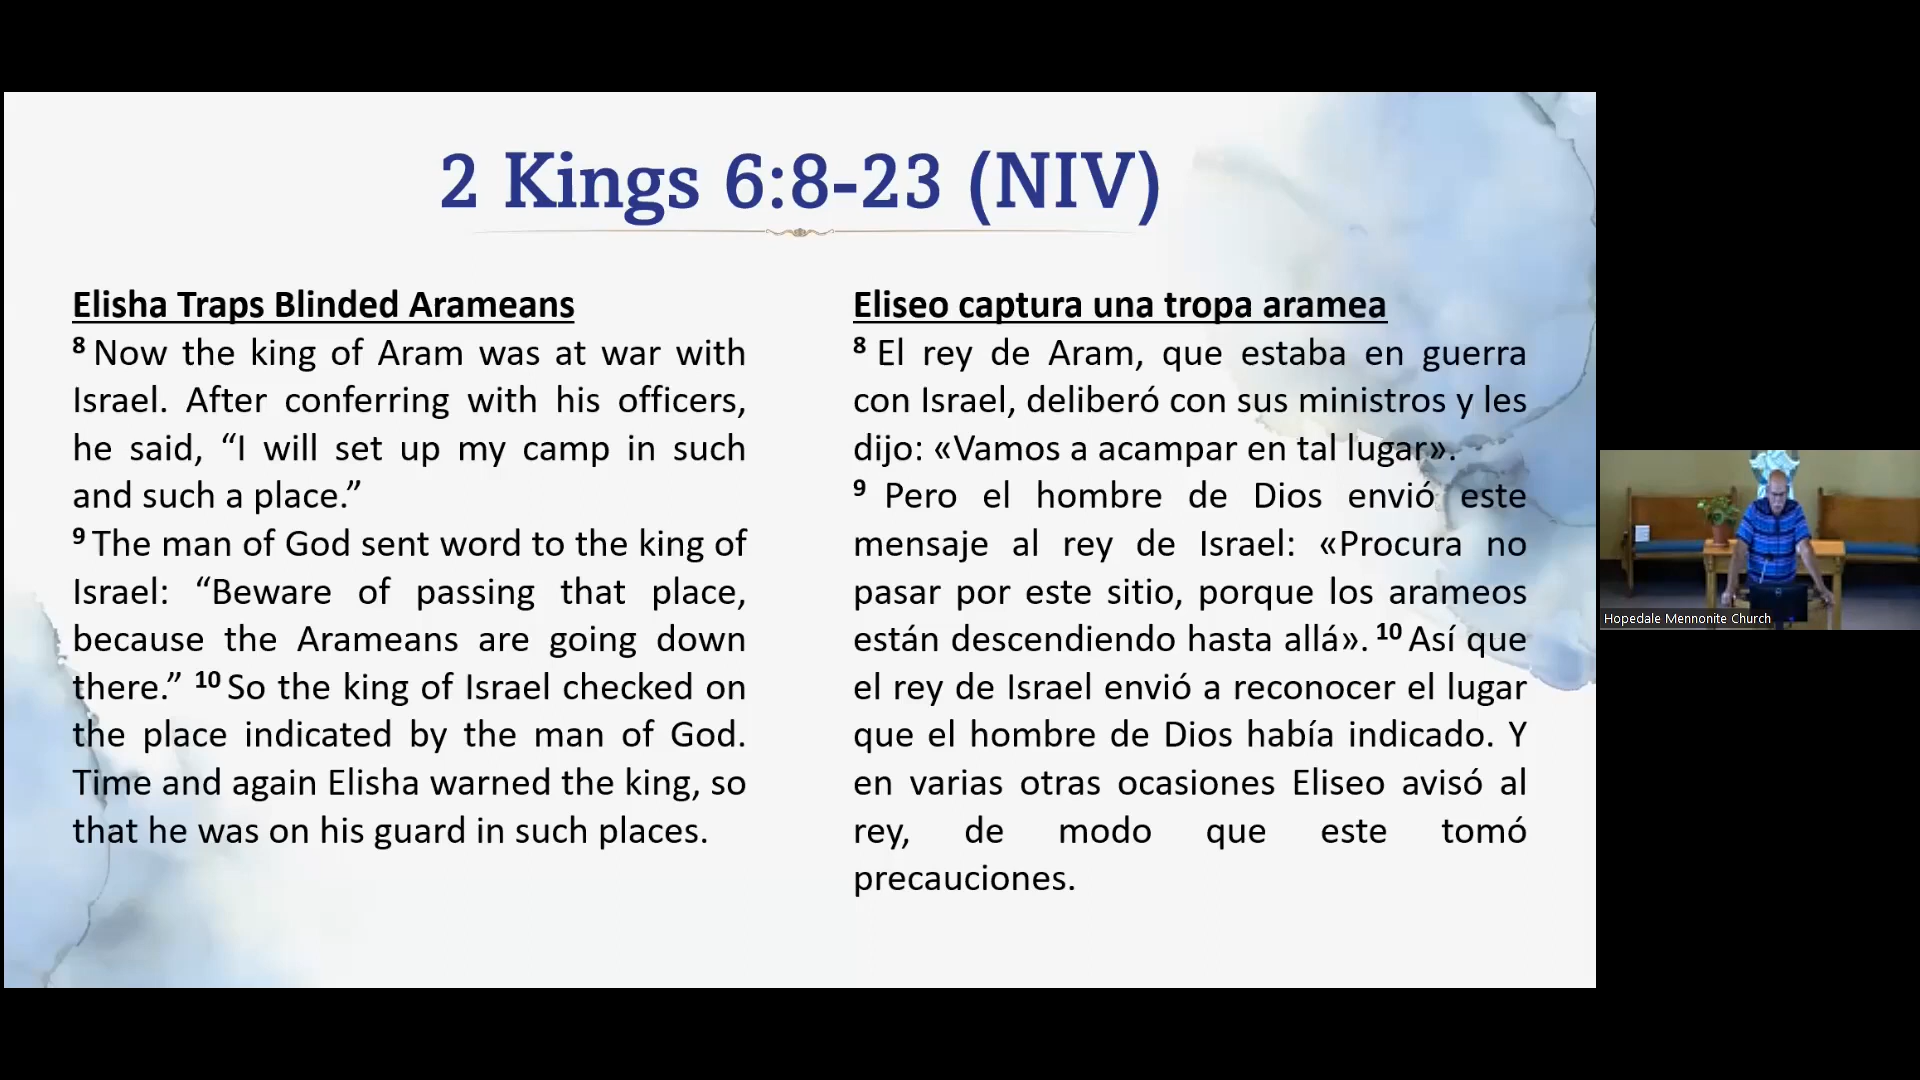 2 Kings 6:8-23 (NIV)
Elisha Traps Blinded Arameans
8 Now the king of Aram was at war with
Israel. After conferring with his officers,
he said, “I will set up my camp in such
and such a place.”
9 The man of God sent word to the king of
Israel: “Beware of passing that place,
because the Arameans are going down
there.” 10 So the king of Israel checked on
the place indicated by the man of God.
Time and again Elisha warned the king, so
that he was on his guard in such places.
Eliseo captura una tropa aramea
8 El rey de Aram, que estaba en guerra
con Israel, deliberó con sus ministros y les
dijo: «Vamos a acampar en tal lugar».
9 Pero el hombre de Dios envió este
mensaje al rey de Israel: «Procura no
pasar por este sitio, porque los arameos
están descendiendo hasta allá». 10 Así que
el rey de Israel envió a reconocer el lugar
que el hombre de Dios había indicado. Y
en varias otras ocasiones Eliseo avisó al
rey, de modo que este tomó
precauciones.
Hopedale Mennonite Church